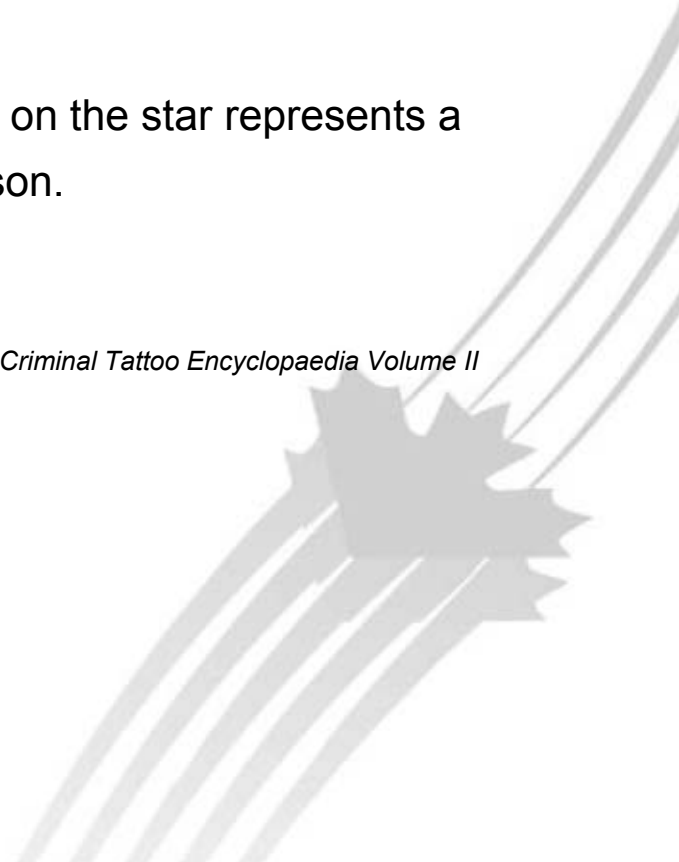 on the star represents a
son.
Criminal Tattoo Encyclopaedia Volume II